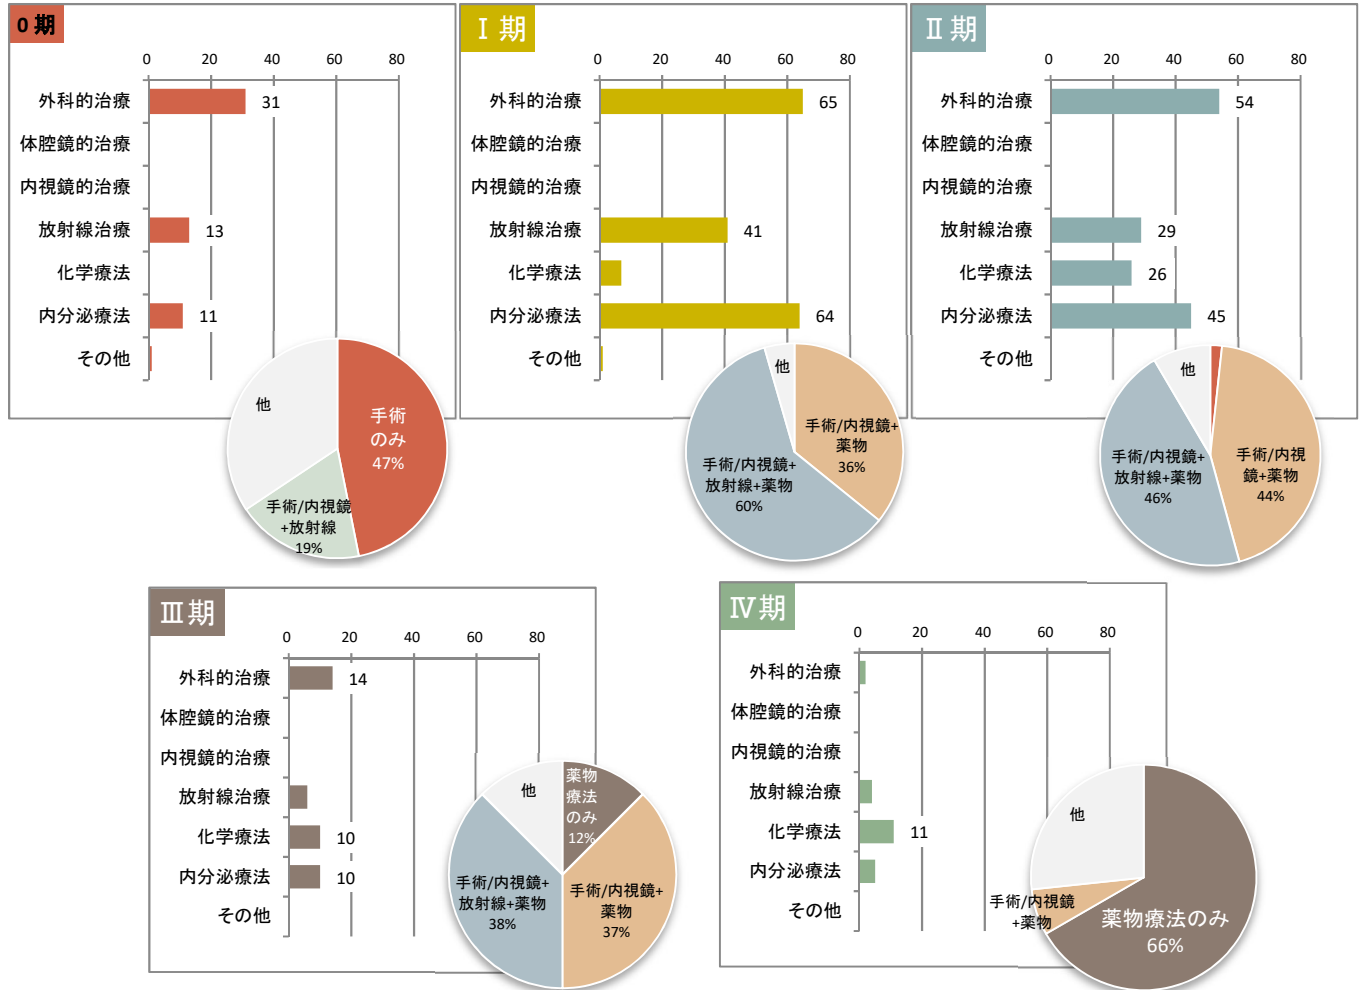 0期
0 20 40 60 80
外科的治療 31
体腔鏡的治療
内視鏡的治療
放射線治療 13
化学療法
内分泌療法 11
その他
他
手術
のみ
47%
手術/内視鏡
+放射線
19%
Ⅰ期
0 20 40 60 80
外科的治療 65
体腔鏡的治療
内視鏡的治療
放射線治療 41
化学療法
内分泌療法 64
その他
他
手術/内視鏡+
薬物
36%
手術/内視鏡+
放射線+薬物
60%
Ⅱ期
0 20 40 60 80
外科的治療 54
体腔鏡的治療
内視鏡的治療
放射線治療 29
化学療法 26
内分泌療法 45
その他
他
手術/内視鏡+
放射線+薬物
46%
手術/内視
鏡+薬物
44%
Ⅲ期
0 20 40 60 80
外科的治療 14
体腔鏡的治療
内視鏡的治療
放射線治療
化学療法 10
内分泌療法 10
その他
他
薬物
療法
のみ
12%
手術/内視鏡+
放射線+薬物
38%
手術/内視鏡+
薬物
37%
Ⅳ期
0 20 40 60 80
外科的治療
体腔鏡的治療
内視鏡的治療
放射線治療
化学療法 11
内分泌療法
その他
他
手術/内視鏡
+薬物
薬物療法のみ
66%